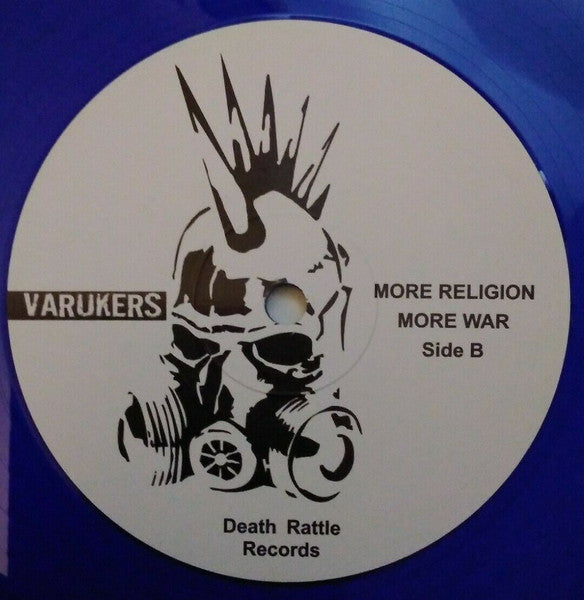 VARUKERS
MORE RELIGION
MORE WAR
Side B
Death Rattle
Records